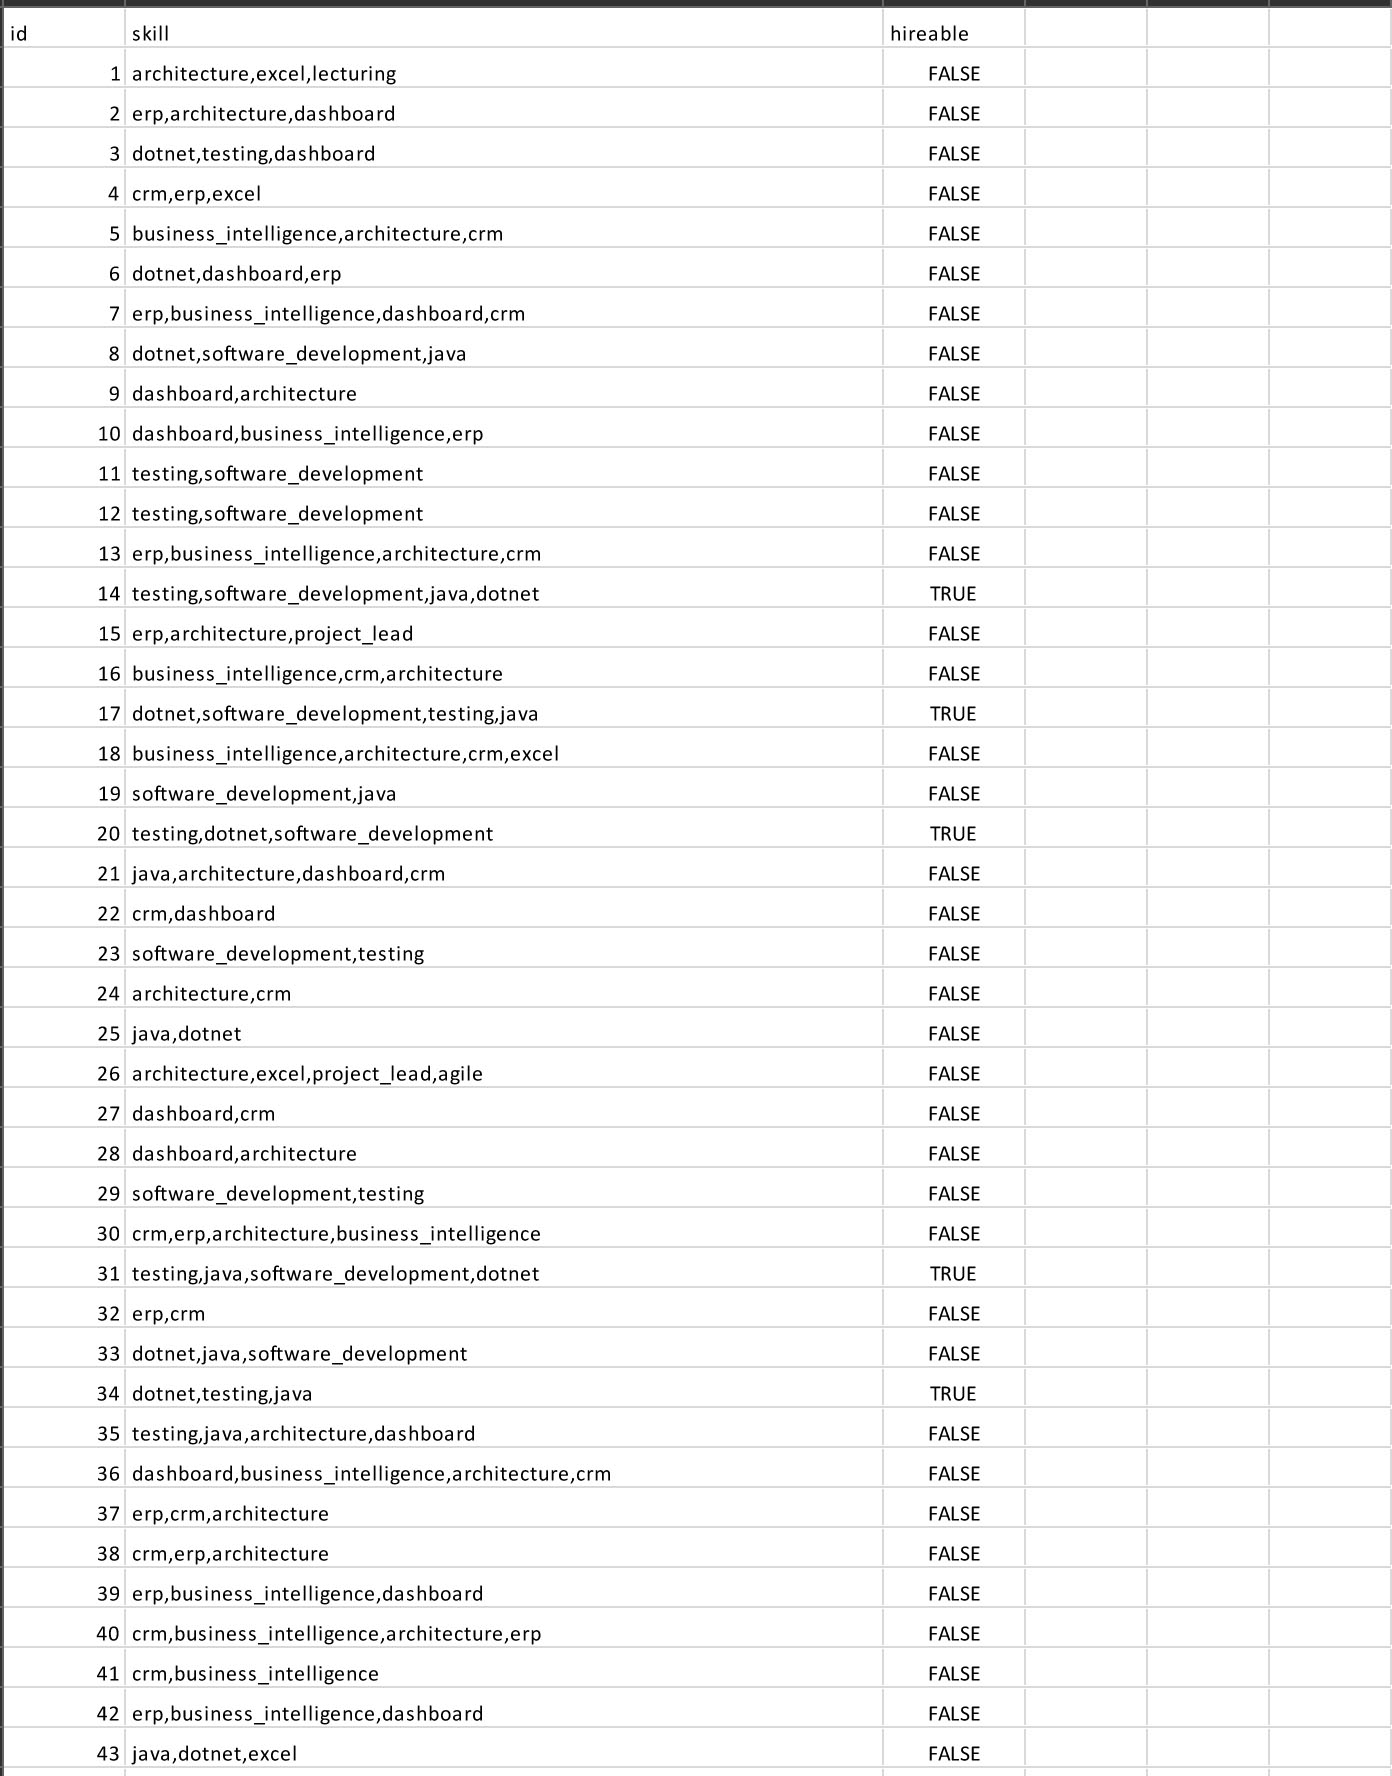 id skill hireable
1 architecture,excel,lecturing FALSE
2 erp,architecture,dashboard FALSE
3 dotnet,testing,dashboard FALSE
4 crm,erp,excel FALSE
5 business_intelligence,architecture,crm FALSE
6 dotnet,dashboard,erp FALSE
7 erp,business_intelligence,dashboard,crm FALSE
8 dotnet,software_development,java FALSE
9 dashboard,architecture FALSE
10 dashboard,business_intelligence,erp FALSE
11 testing,software_development FALSE
12 testing,software_development FALSE
13 erp,business_intelligence,architecture,crm FALSE
14 testing,software_development,java,dotnet TRUE
15 erp,architecture,project_lead FALSE
16 business_intelligence,crm,architecture FALSE
17 dotnet,software_development,testing,java TRUE
18 business_intelligence,architecture,crm,excel FALSE
19 software_development,java FALSE
20 testing,dotnet,software_development TRUE
21 java,architecture,dashboard,crm FALSE
22 crm,dashboard FALSE
23 software_development,testing FALSE
24 architecture,crm FALSE
25 java,dotnet FALSE
26 architecture,excel,project_lead,agile FALSE
27 dashboard,crm FALSE
28 dashboard,architecture FALSE
29 software_development,testing FALSE
30 crm,erp,architecture,business_intelligence FALSE
31 testing,java,software_development,dotnet TRUE
32 erp,crm FALSE
33 dotnet,java,software_development FALSE
34 dotnet,testing,java TRUE
35 testing,java,architecture,dashboard FALSE
36 dashboard,business_intelligence,architecture,crm FALSE
37 erp,crm,architecture FALSE
38 crm,erp,architecture FALSE
39 erp,business_intelligence,dashboard FALSE
40 crm,business_intelligence,architecture,erp FALSE
41 crm,business_intelligence FALSE
42 erp,business_intelligence,dashboard FALSE
43 java,dotnet,excel FALSE